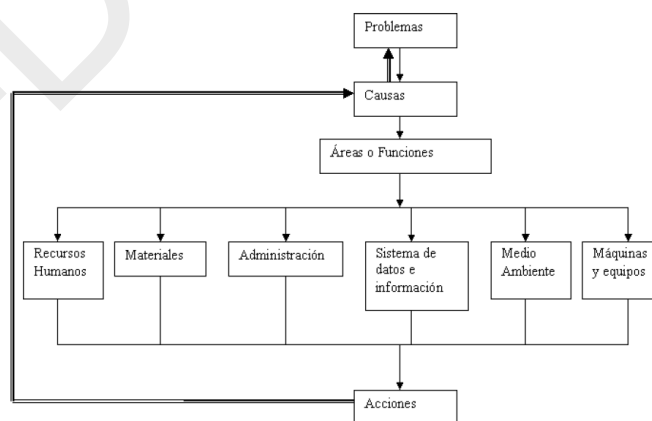 Problemas
Causas
Áreas o Funciones
Recursos
Humanos
Materiales
Administración
Sistema de
datos e
información
Medio
Ambiente
Máquinas
y equipos
Acciones